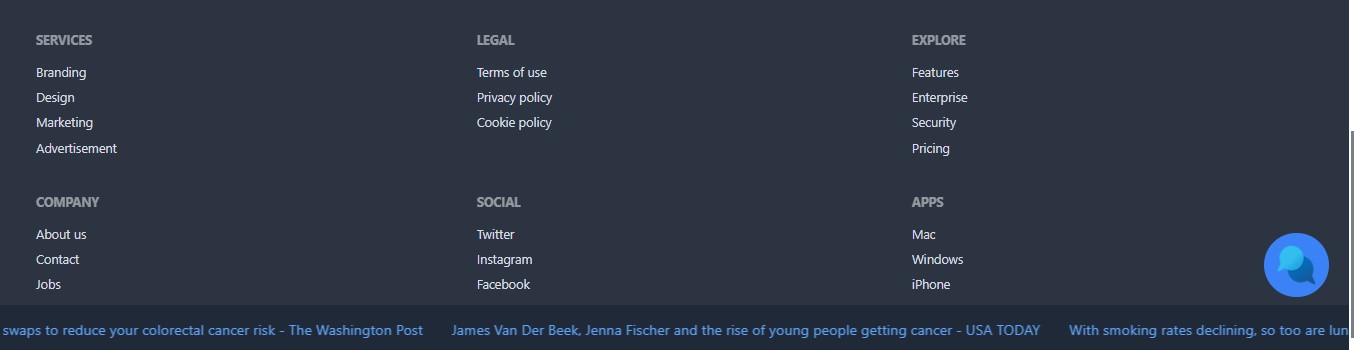 SERVICES
Branding
Design
Marketing
Advertisement
LEGAL
Terms of use
Privacy policy
Cookie policy
EXPLORE
Features
Enterprise
Security
Pricing
COMPANY
About us
Contact
Jobs
SOCIAL
Twitter
Instagram
Facebook
APPS
Mac
Windows
iPhone
swaps to reduce your colorectal cancer risk - The Washington Post James Van Der Beek, Jenna Fischer and the rise of young people getting cancer - USA TODAY With smoking rates declining, so too are lun